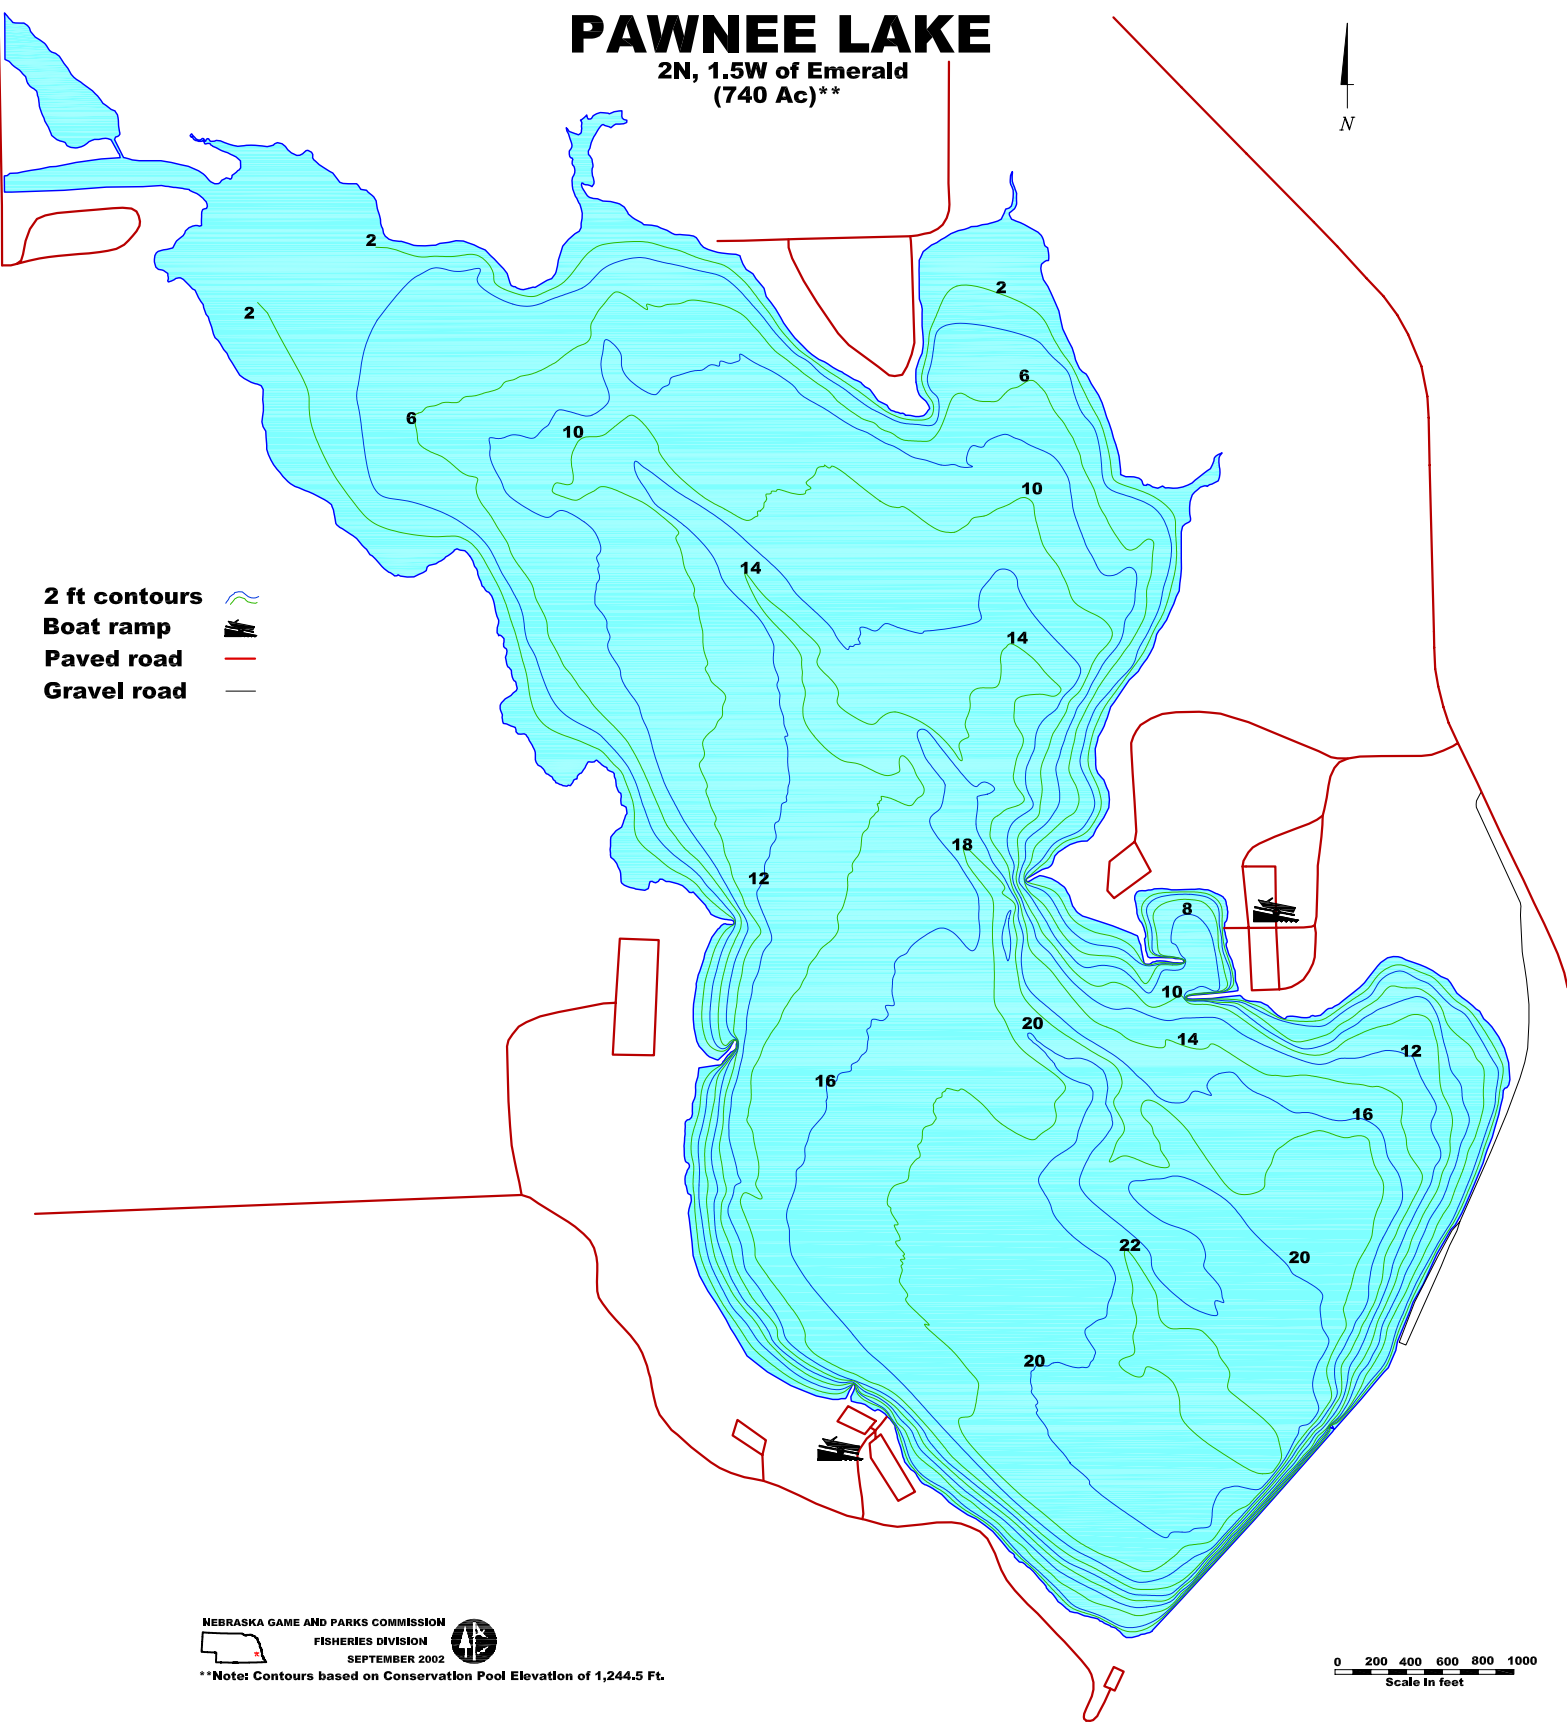 PAWNEE LAKE
2N, 1.5W of Emerald
(740 Ac)**
N
2
2
2
6
6
10
10
14
14
2 ft contours
Boat ramp
Paved road
Gravel road
18
12
8
10
20
14
12
16
16
22
20
20
NEBRASKA GAME AND PARKS COMMISSION
FISHERIES DIVISION
SEPTEMBER 2002
**Note: Contours based on Conservation Pool Elevation of 1,244.5 Ft.
0 200 400 600 800 1000
Scale in feet